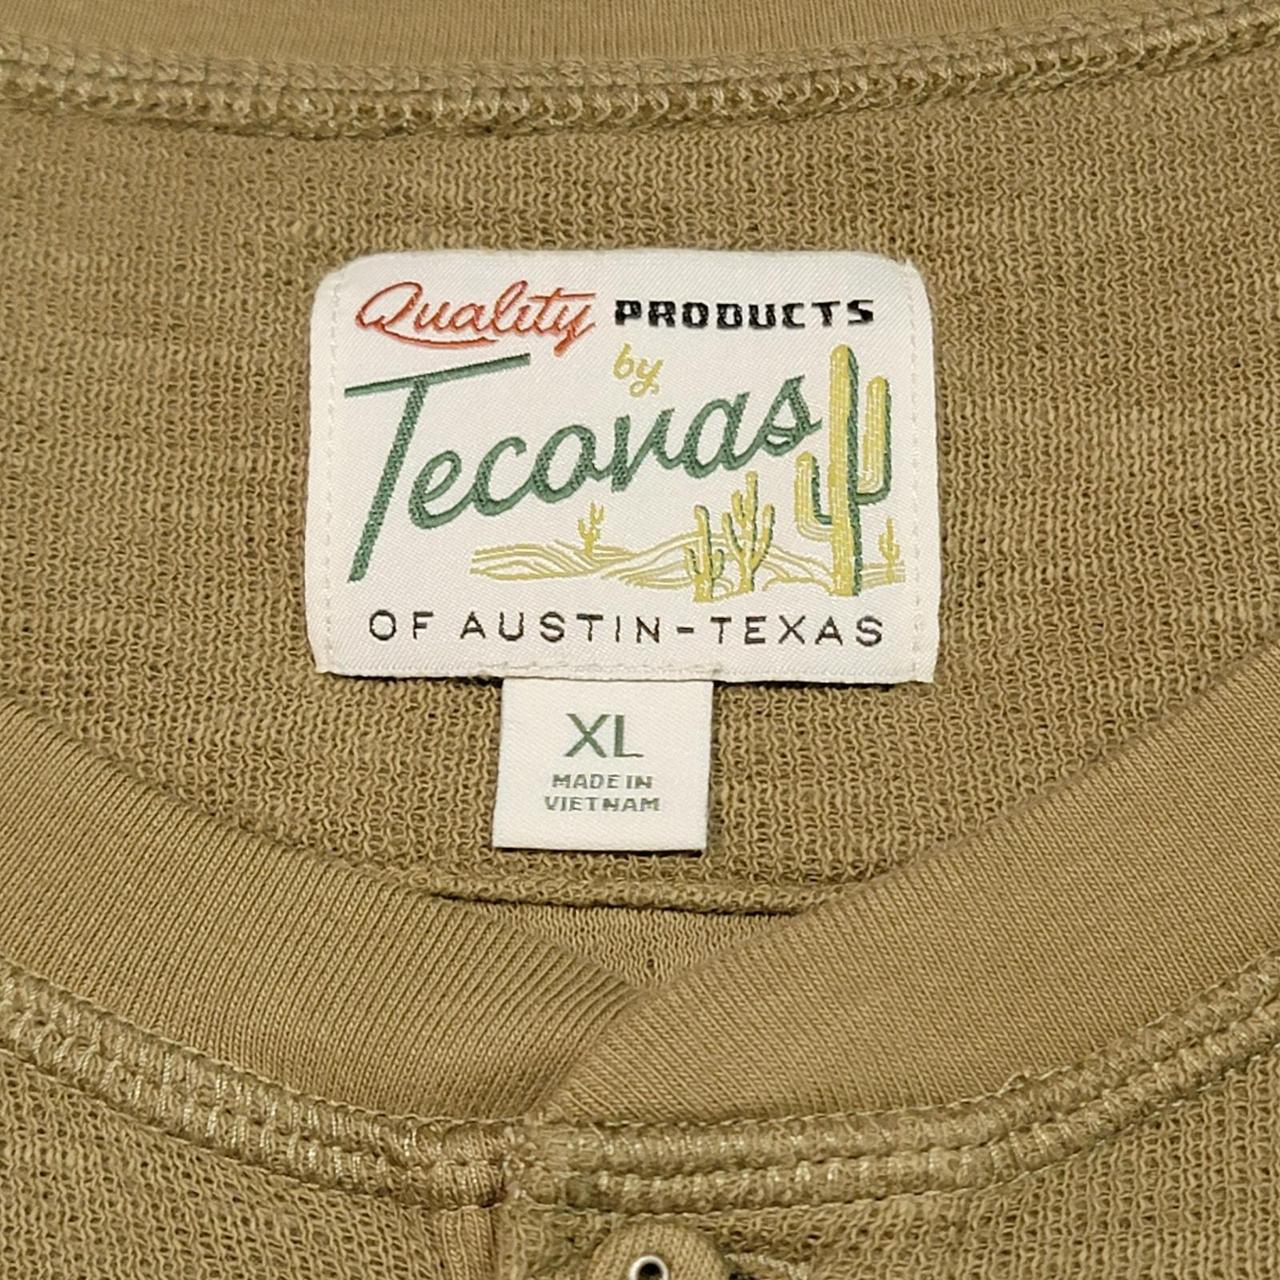 Quality PRODUCTS
by
Tecovas
OF AUSTIN-TEXAS
XL
MADE IN
VIETNAM